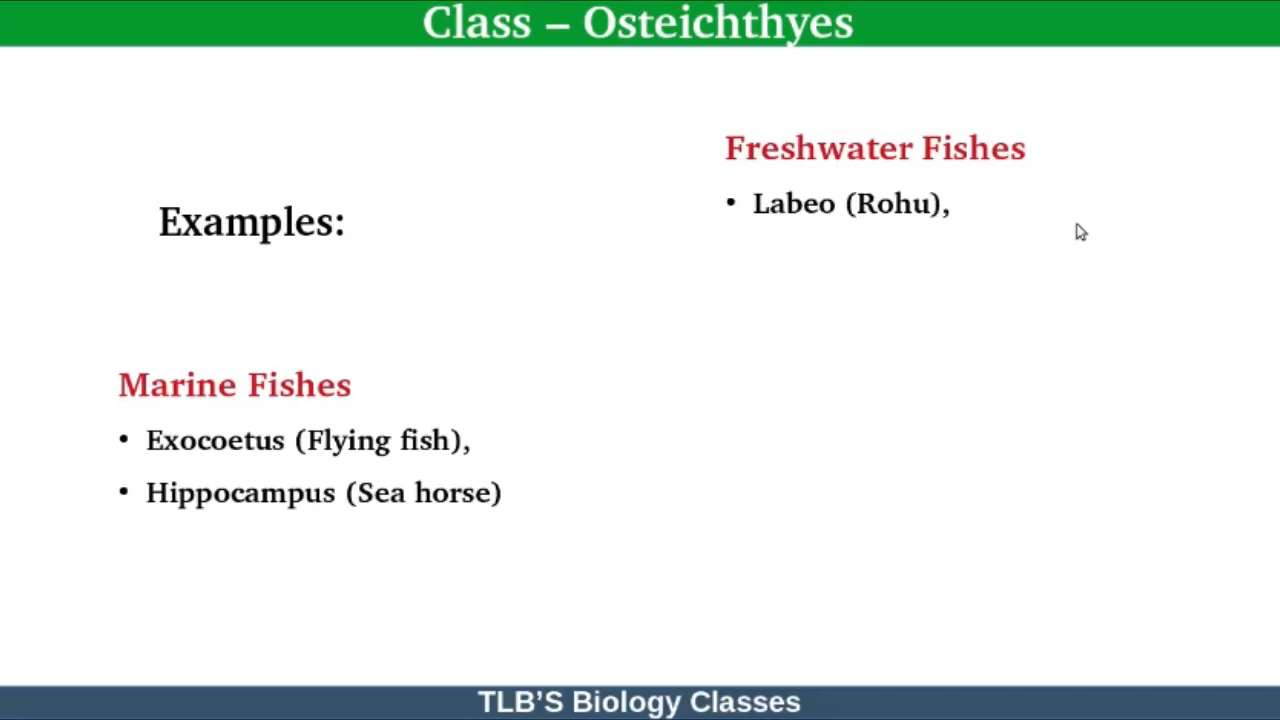 Class – Osteichthyes
Examples:
Freshwater Fishes
• Labeo (Rohu),
Marine Fishes
• Exocoetus (Flying fish),
• Hippocampus (Sea horse)
TLB’S Biology Classes